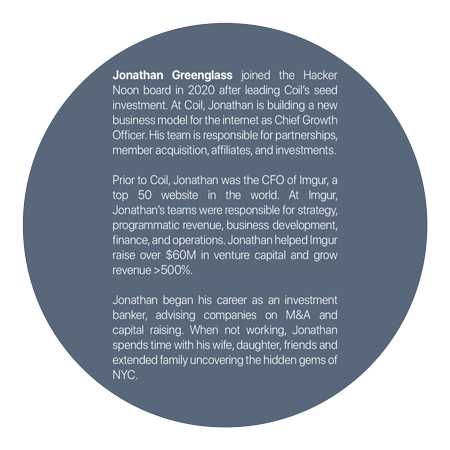 Jonathan Greenglass joined the Hacker
Noon board in 2020 after leading Coil's seed
investment. At Coil, Jonathan is building a new
business model for the internet as Chief Growth
Officer. His team is responsible for partnerships,
member acquisition, affiliates, and investments.
Prior to Coil, Jonathan was the CFO of Imgur, a
top 50 website in the world. At Imgur,
Jonathan's teams were responsible for strategy,
programmatic revenue, business development,
finance, and operations. Jonathan helped Imgur
raise over $60M in venture capital and grow
revenue >500%.
Jonathan began his career as an investment
banker, advising companies on M&A and
capital raising. When not working, Jonathan
spends time with his wife, daughter, friends and
extended family uncovering the hidden gems of
NYC.